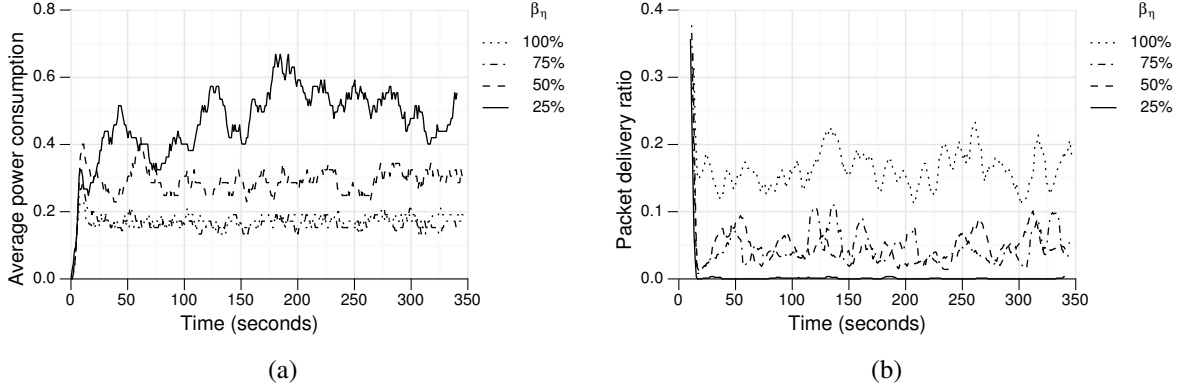 Average power consumption
0.8
0.6
0.4
0.2
0.0
0 50 100 150 200 250 300 350
Time (seconds)
βη
100%
75%
50%
25%
(a)
Packet delivery ratio
0.4
0.3
0.2
0.1
0.0
0 50 100 150 200 250 300 350
Time (seconds)
βη
100%
75%
50%
25%
(b)